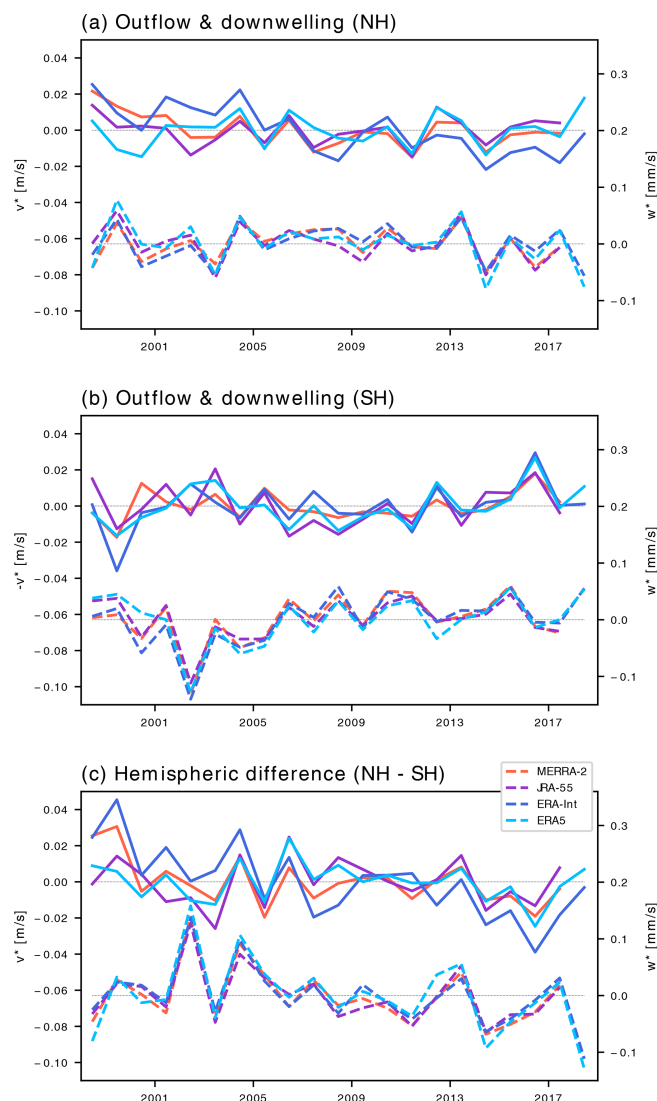 (a) Outflow & downwelling (NH)
0.04
0.02
0.00
−0.02
−0.04
−0.06
−0.08
−0.10
v* [m/s]
0.3
0.2
0.1
0.0
−0.1
w* [mm/s]
2001 2005 2009 2013 2017
(b) Outflow & downwelling (SH)
0.04
0.02
0.00
−0.02
−0.04
−0.06
−0.08
−0.10
-v* [m/s]
0.3
0.2
0.1
0.0
−0.1
w* [mm/s]
2001 2005 2009 2013 2017
(c) Hemispheric difference (NH - SH)
MERRA-2
JRA-55
ERA-Int
ERA5
0.04
0.02
0.00
−0.02
−0.04
−0.06
−0.08
−0.10
v* [m/s]
0.3
0.2
0.1
0.0
−0.1
w* [mm/s]
2001 2005 2009 2013 2017